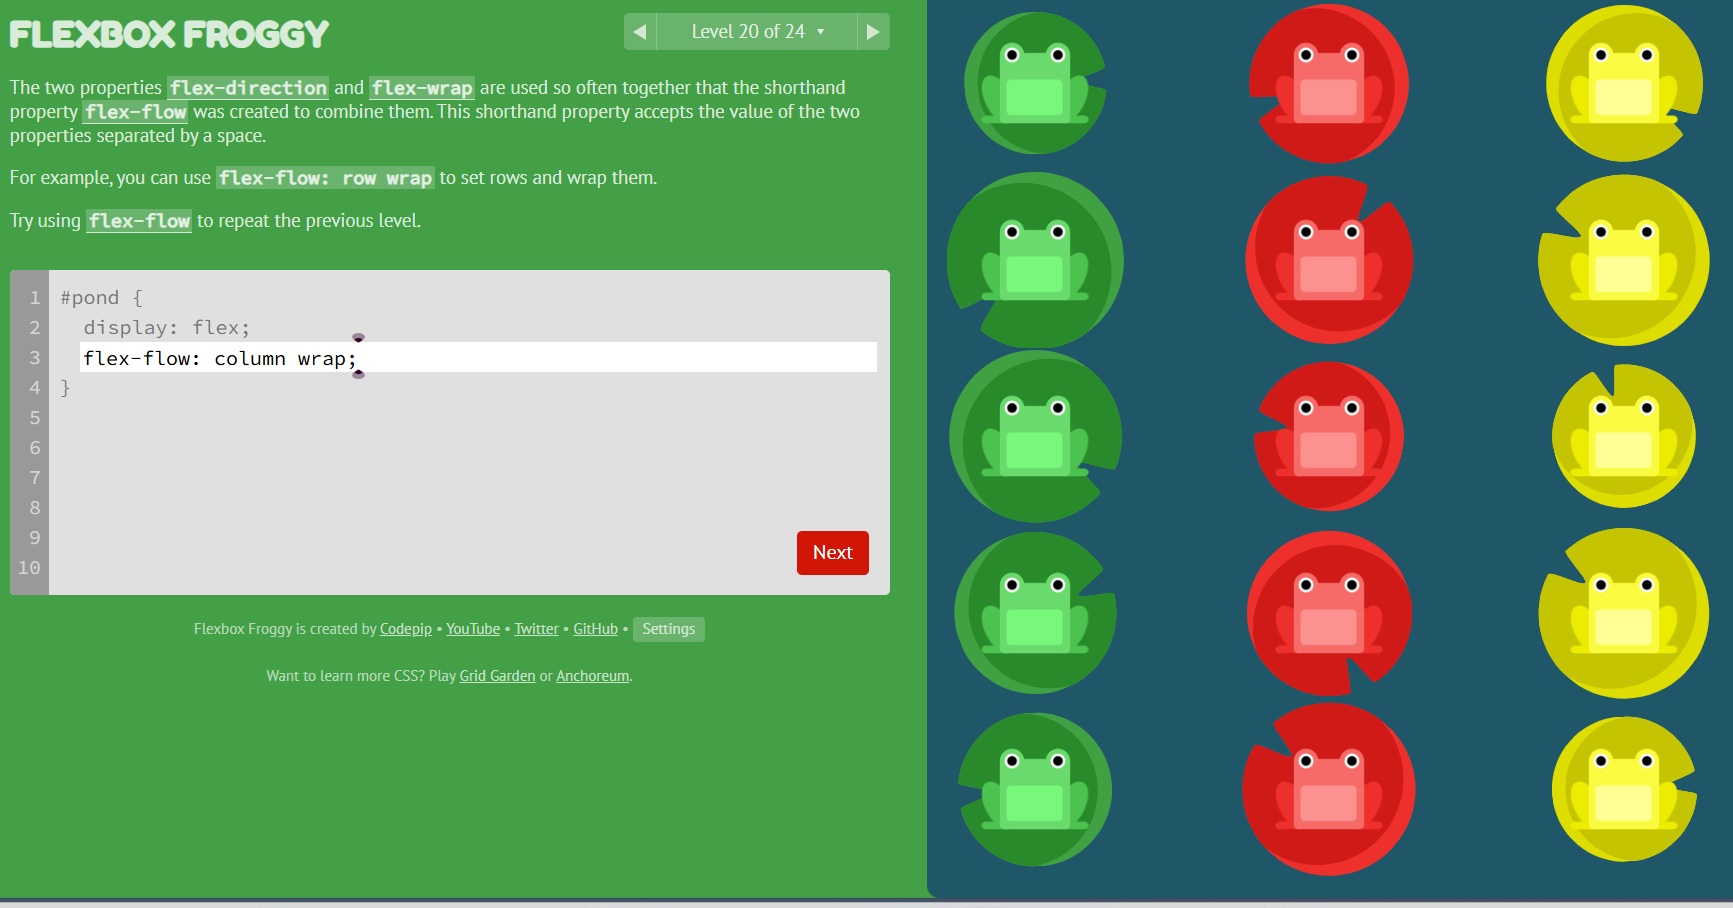 FLEXBOX FROGGY
Level 20 of 24
The two properties flex-direction and flex-wrap are used so often together that the shorthand
property flex-flow was created to combine them. This shorthand property accepts the value of the two
properties separated by a space.
For example, you can use flex-flow: row wrap to set rows and wrap them.
Try using flex-flow to repeat the previous level.
1 #pond {
2 display: flex;
3 flex-flow: column wrap;
4 }
5
6
7
8
9
10
Next
Flexbox Froggy is created by Codepip • YouTube • Twitter • GitHub • Settings
Want to learn more CSS? Play Grid Garden or Anchoreum.